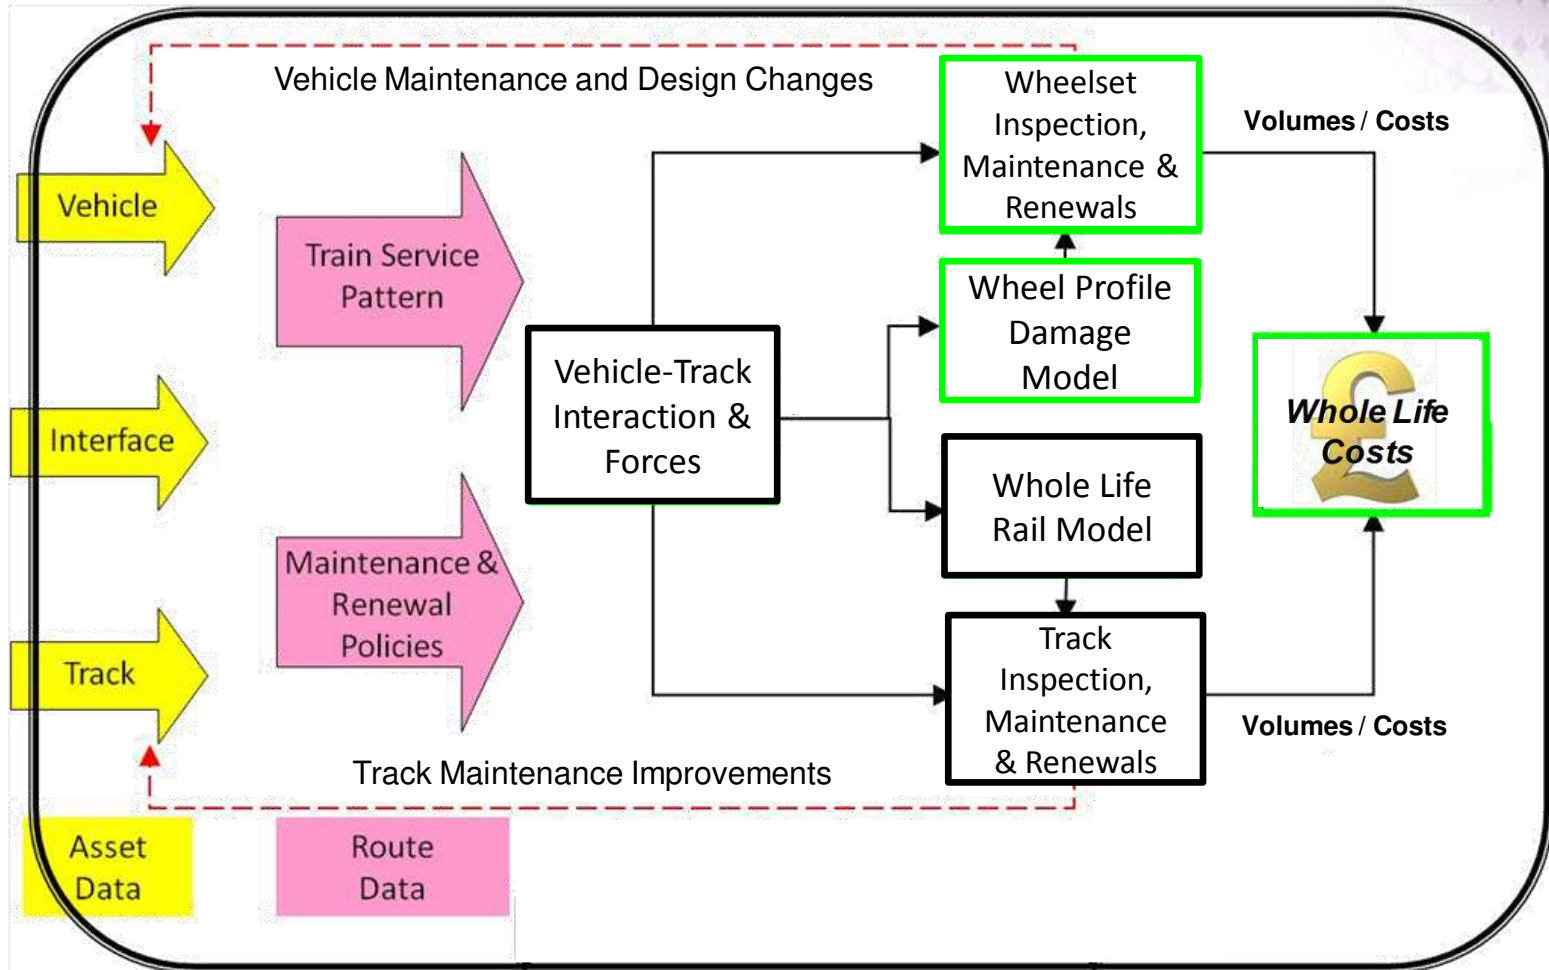 Vehicle Maintenance and Design Changes
Wheelset
Inspection,
Maintenance &
Renewals
Volumes / Costs
Vehicle
Train Service
Pattern
Wheel Profile
Damage
Model
Vehicle-Track
Interaction &
Forces
Whole Life
Costs
Interface
Whole Life
Rail Model
Maintenance &
Renewal
Policies
Track
Track
Inspection,
Maintenance
& Renewals
Volumes / Costs
Track Maintenance Improvements
Asset
Data
Route
Data